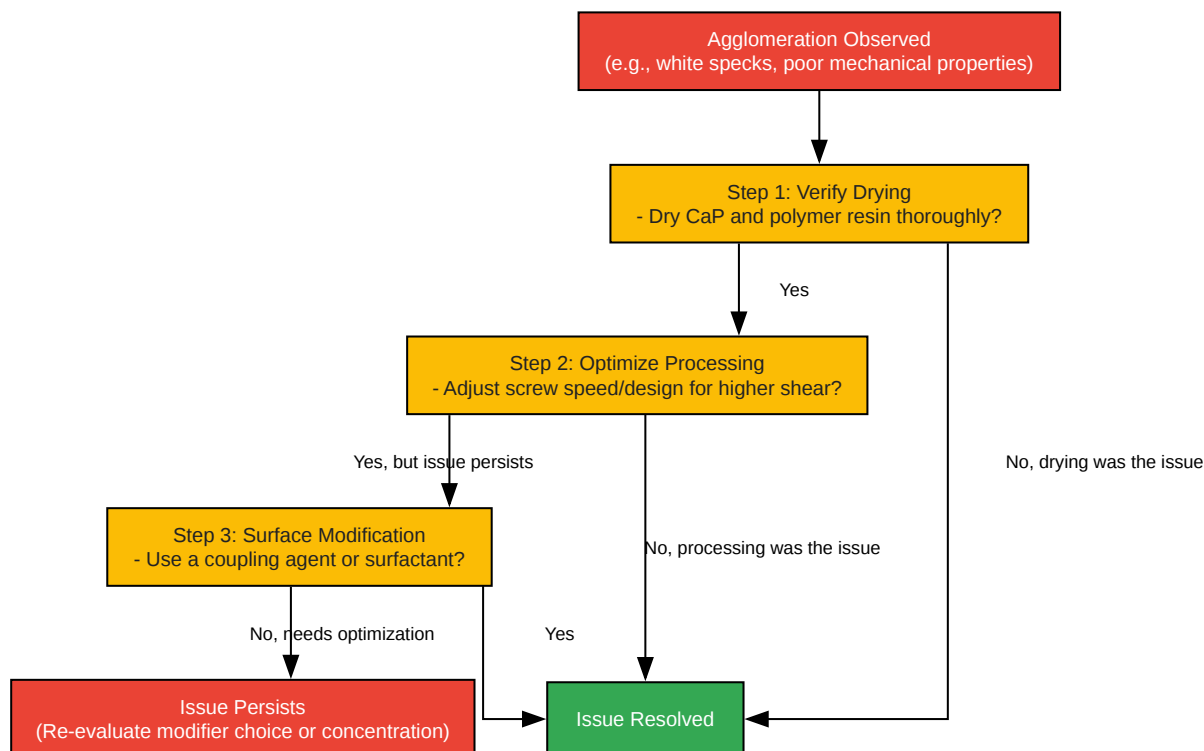 Agglomeration Observed
(e.g., white specks, poor mechanical properties)
Step 1: Verify Drying
- Dry CaP and polymer resin thoroughly?
Yes
Step 2: Optimize Processing
- Adjust screw speed/design for higher shear?
Yes, but issue persists
No, drying was the issue
Step 3: Surface Modification
- Use a coupling agent or surfactant?
No, processing was the issue
No, needs optimization
Yes
Issue Persists
(Re-evaluate modifier choice or concentration)
Issue Resolved